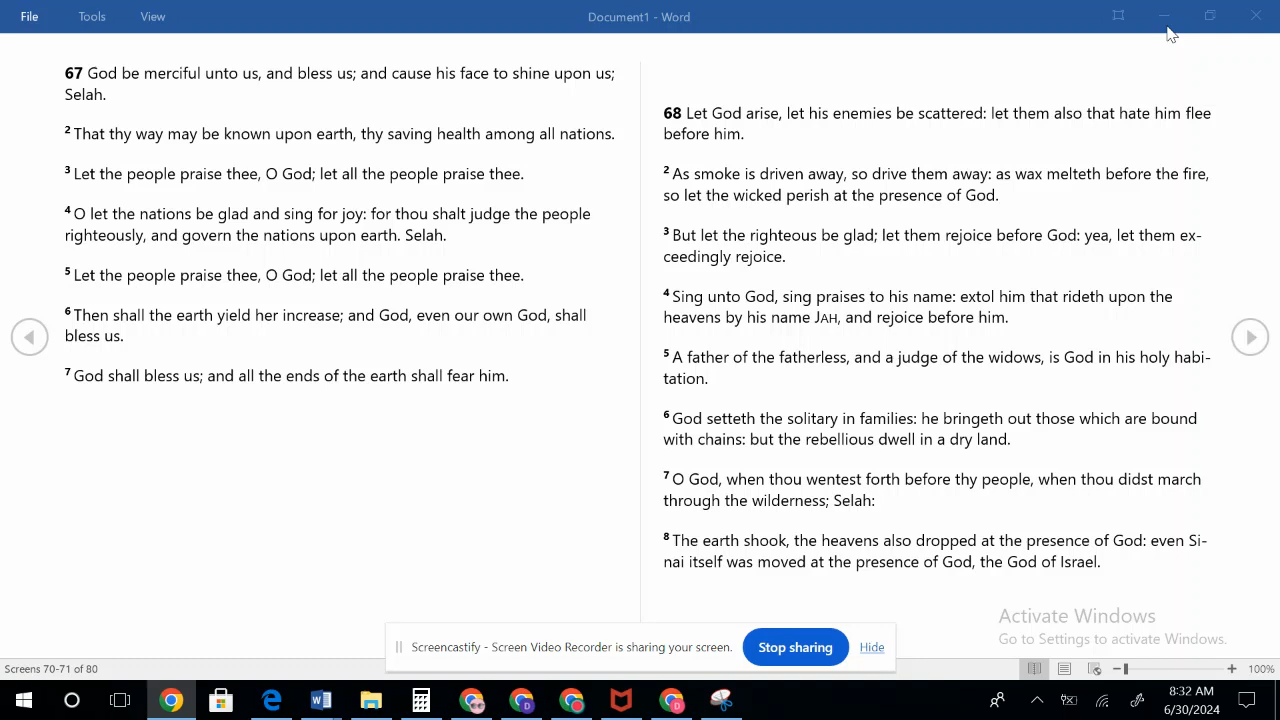 File Tools View Document1 - Word
67 God be merciful unto us, and bless us; and cause his face to shine upon us;
Selah.
2 That thy way may be known upon earth, thy saving health among all nations.
3 Let the people praise thee, O God; let all the people praise thee.
4 O let the nations be glad and sing for joy: for thou shalt judge the people
righteously, and govern the nations upon earth. Selah.
5 Let the people praise thee, O God; let all the people praise thee.
6 Then shall the earth yield her increase; and God, even our own God, shall
bless us.
7 God shall bless us; and all the ends of the earth shall fear him.
68 Let God arise, let his enemies be scattered: let them also that hate him flee
before him.
2 As smoke is driven away, so drive them away: as wax melteth before the fire,
so let the wicked perish at the presence of God.
3 But let the righteous be glad; let them rejoice before God: yea, let them ex-
ceedingly rejoice.
4 Sing unto God, sing praises to his name: extol him that rideth upon the
heavens by his name JAH, and rejoice before him.
5 A father of the fatherless, and a judge of the widows, is God in his holy habi-
tation.
6 God setteth the solitary in families: he bringeth out those which are bound
with chains: but the rebellious dwell in a dry land.
7 O God, when thou wentest forth before thy people, when thou didst march
through the wilderness; Selah:
8 The earth shook, the heavens also dropped at the presence of God: even Si-
nai itself was moved at the presence of God, the God of Israel.
Activate Windows
Go to Settings to activate Windows.
Screencastify - Screen Video Recorder is sharing your screen. Stop sharing Hide
Screens 70-71 of 80 100%
8:32 AM
6/30/2024